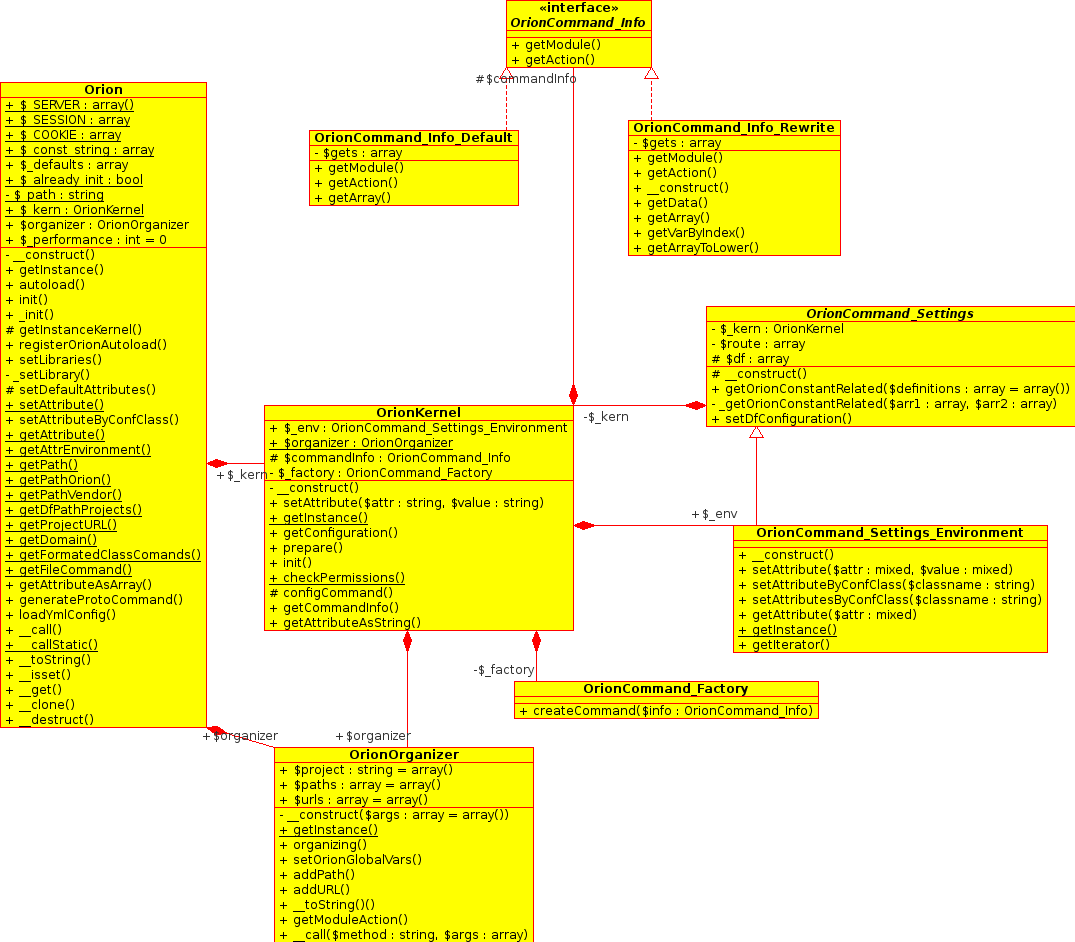 «interface»
OrionCommand_Info
+ getModule()
+ getAction()
#$commandInfo
Orion
+ $_SERVER : array()
+ $_SESSION : array
+ $_COOKIE : array
+ $_const_string : array
+ $_defaults : array
+ $_already_init : bool
- $_path : string
+ $_kern : OrionKernel
+ $organizer : OrionOrganizer
+ $_performance : int = 0
- __construct()
+ getInstance()
+ autoload()
+ init()
+ _init()
# getInstanceKernel()
+ registerOrionAutoload()
+ setLibraries()
- _setLibrary()
# setDefaultAttributes()
+ setAttribute()
+ setAttributeByConfClass()
+ getAttribute()
+ getAttrEnvironment()
+ getPath()
+ getPathOrion()
+ getPathVendor()
+ getDfPathProjects()
+ getProjectURL()
+ getDomain()
+ getFormatedClassComands()
+ getFileCommand()
+ getAttributeAsArray()
+ generateProtoCommand()
+ loadYmlConfig()
+ __call()
+ __callStatic()
+ __toString()
+ __isset()
+ __get()
+ __clone()
+ __destruct()
OrionCommand_Info_Default
- $gets : array
+ getModule()
+ getAction()
+ getArray()
OrionCommand_Info_Rewrite
- $gets : array
+ getModule()
+ getAction()
+ __construct()
+ getData()
+ getArray()
+ getVarByIndex()
+ getArrayToLower()
OrionCommand_Settings
- $_kern : OrionKernel
- $route : array
# $df : array
# __construct()
+ getOrionConstantRelated($definitions : array = array())
- _getOrionConstantRelated($arr1 : array, $arr2 : array)
+ setDfConfiguration()
-$_kern
+$_kern
OrionKernel
+ $_env : OrionCommand_Settings_Environment
+ $organizer : OrionOrganizer
# $commandInfo : OrionCommand_Info
- $_factory : OrionCommand_Factory
- __construct()
+ setAttribute($attr : string, $value : string)
+ getInstance()
+ getConfiguration()
+ prepare()
+ init()
+ checkPermissions()
# configCommand()
+ getCommandInfo()
+ getAttributeAsString()
+$_env
OrionCommand_Settings_Environment
+ __construct()
+ setAttribute($attr : mixed, $value : mixed)
+ setAttributeByConfClass($classname : string)
+ setAttributesByConfClass($classname : string)
+ getAttribute($attr : mixed)
+ getInstance()
+ getIterator()
-$_factory
OrionCommand_Factory
+ createCommand($info : OrionCommand_Info)
+$organizer
+$organizer
OrionOrganizer
+ $project : string = array()
+ $paths : array = array()
+ $urls : array = array()
- __construct($args : array = array())
+ getInstance()
+ organizing()
+ setOrionGlobalVars()
+ addPath()
+ addURL()
+ __toString()()
+ getModuleAction()
+ __call($method : string, $args : array)